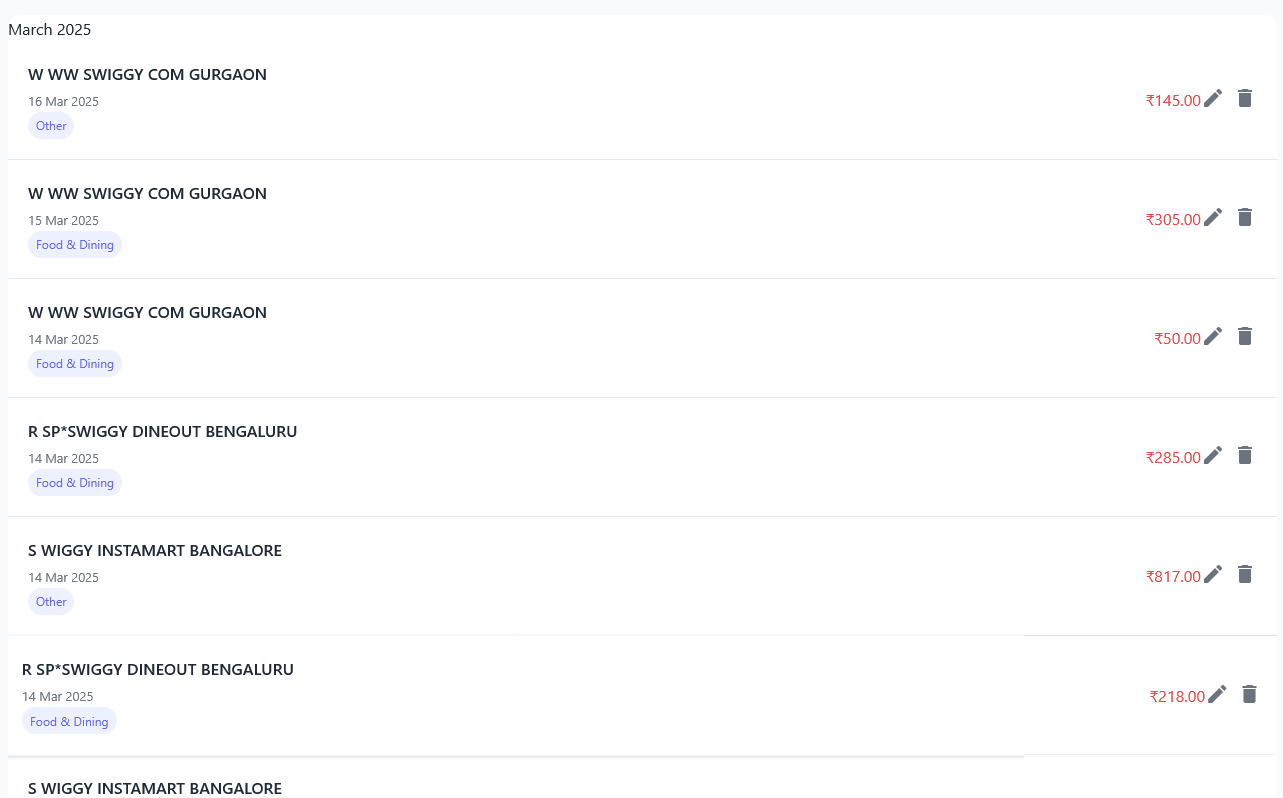 March 2025
W WW SWIGGY COM GURGAON
16 Mar 2025
₹145.00
Other
W WW SWIGGY COM GURGAON
15 Mar 2025
₹305.00
Food & Dining
W WW SWIGGY COM GURGAON
14 Mar 2025
₹50.00
Food & Dining
R SP*SWIGGY DINEOUT BENGALURU
14 Mar 2025
₹285.00
Food & Dining
S WIGGY INSTAMART BANGALORE
14 Mar 2025
₹817.00
Other
R SP*SWIGGY DINEOUT BENGALURU
14 Mar 2025
₹218.00
Food & Dining
S WIGGY INSTAMART BANGALORE